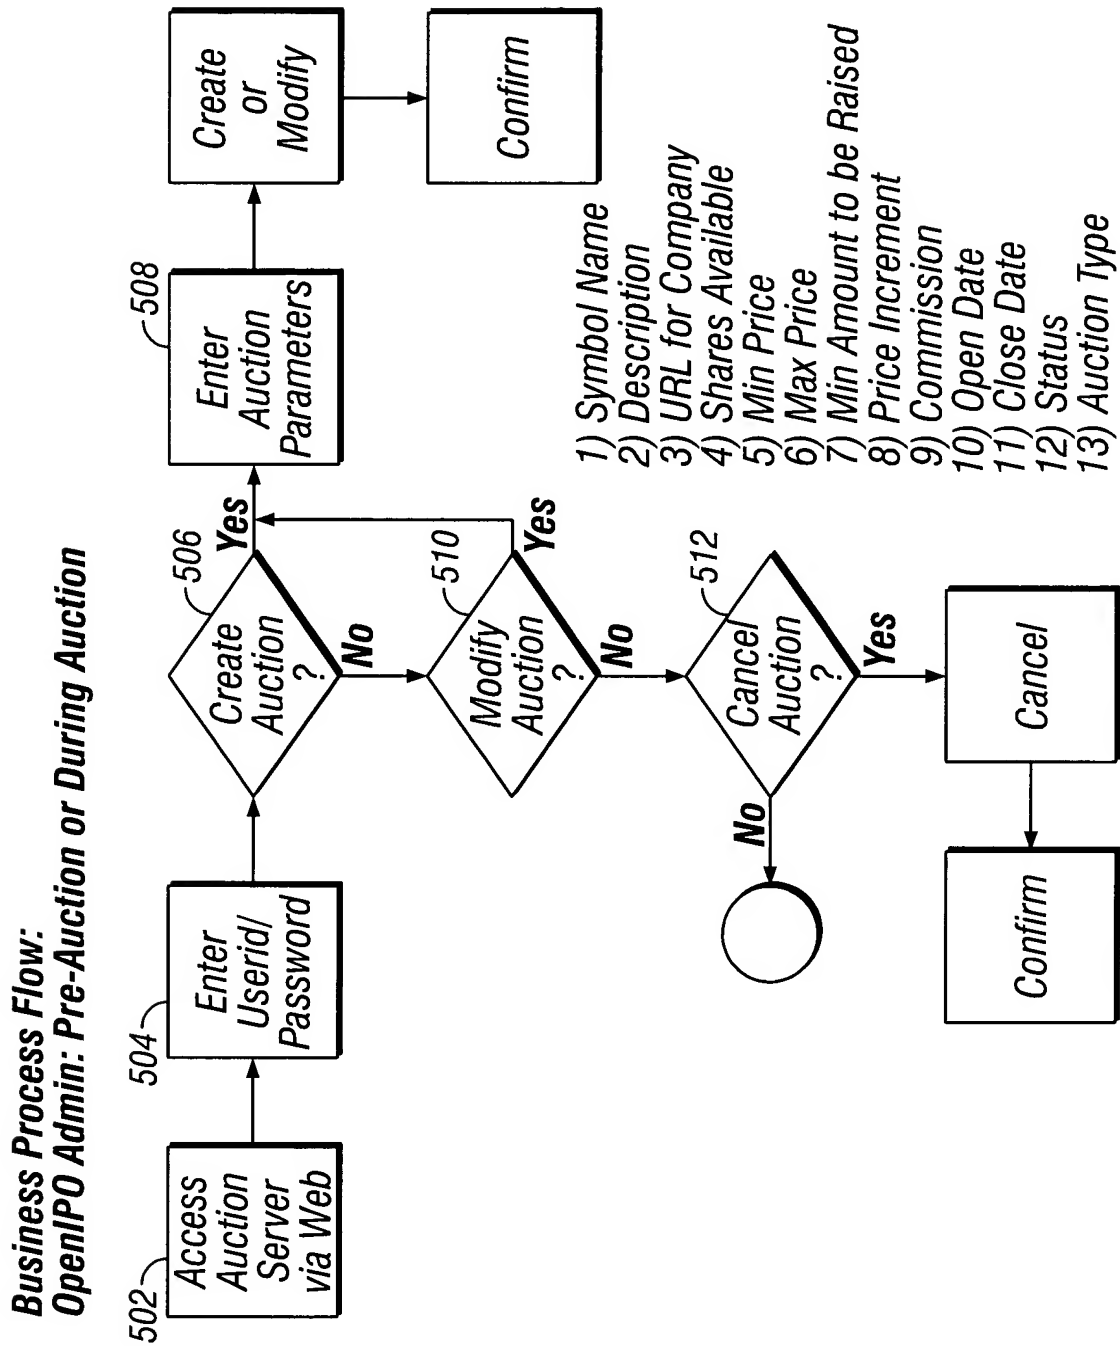 Business Process Flow:
OpenIPO Admin: Pre-Auction or During Auction
502
Access
Auction
Server
via Web
504
Enter
Userid/
Password
506
Create
Auction
?
Yes
No
508
Enter
Auction
Parameters
Create
or
Modify
Confirm
510
Modify
Auction
?
Yes
No
512
Cancel
Auction
?
No
Yes
Cancel
Confirm
1) Symbol Name
2) Description
3) URL for Company
4) Shares Available
5) Min Price
6) Max Price
7) Min Amount to be Raised
8) Price Increment
9) Commission
10) Open Date
11) Close Date
12) Status
13) Auction Type